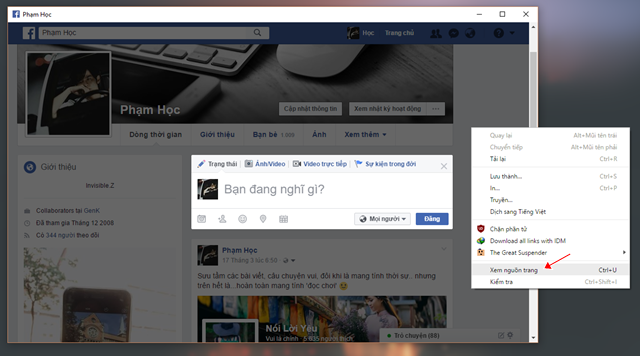 Phạm Học
Phạm Học
Học Trang chủ
Phạm Học
Cập nhật thông tin
Xem nhật ký hoạt động
Dòng thời gian Giới thiệu Bạn bè 1.069 Ảnh Xem thêm
Giới thiệu
Invisible.Z
Collaborators tại GenK
Đã tham gia Tháng 12 2008
Có 344 người theo dõi
Trạng thái Ảnh/Video Video trực tiếp Sự kiện trong đời
Bạn đang nghĩ gì?
Mọi người Đăng
Phạm Học
17 Tháng 3 lúc 6:50
Sưu tầm các bài viết, câu chuyện vui, đôi khi là mang tính thời sự.. nhưng
trên hết là...hoàn toàn mang tính 'đọc chơi'
Nói Lời Yêu
Vui là chính · 5.635 người thích
Trò chuyện (88)
Quay lại Alt+Mũi tên trái
Chuyển tiếp Alt+Mũi tên phải
Tải lại Ctrl+R
Lưu thành... Ctrl+S
In... Ctrl+P
Truyền...
Dịch sang Tiếng Việt
Chặn phần tử
Download all links with IDM
The Great Suspender
Xem nguồn trang Ctrl+U
Kiểm tra Ctrl+Shift+I